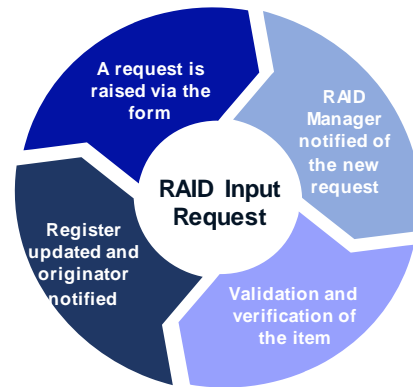 A request is
raised via the
form
RAID
Manager
notified of
the new
request
RAID Input
Request
Register
updated and
originator
notified
Validation and
verification of
the item